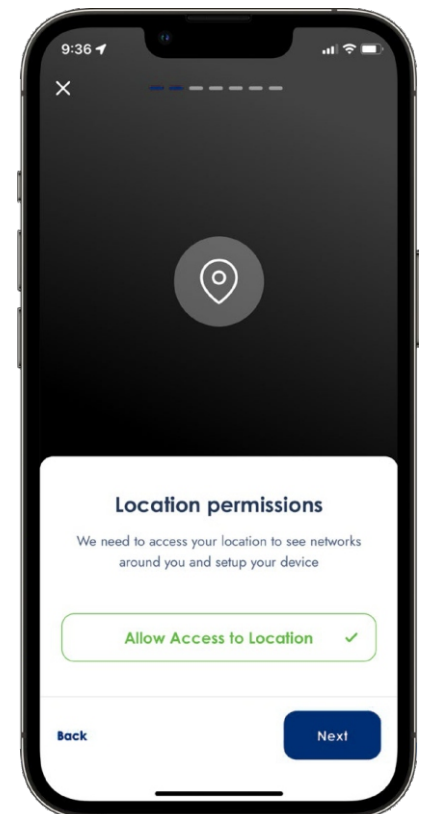 9:36
Location permissions
We need to access your location to see networks
around you and setup your device
Allow Access to Location
Back
Next